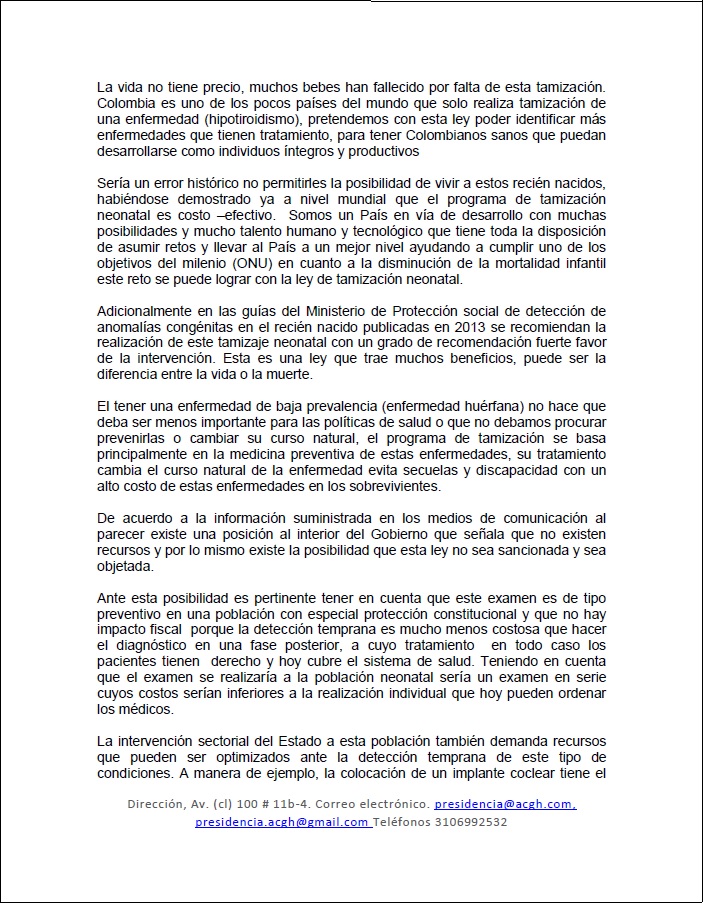 La vida no tiene precio, muchos bebes han fallecido por falta de esta tamización.
Colombia es uno de los pocos países del mundo que solo realiza tamización de
una enfermedad (hipotiroidismo), pretendemos con esta ley poder identificar más
enfermedades que tienen tratamiento, para tener Colombianos sanos que puedan
desarrollarse como individuos íntegros y productivos
Sería un error histórico no permitirles la posibilidad de vivir a estos recién nacidos,
habiéndose demostrado ya a nivel mundial que el programa de tamización
neonatal es costo –efectivo. Somos un País en vía de desarrollo con muchas
posibilidades y mucho talento humano y tecnológico que tiene toda la disposición
de asumir retos y llevar al País a un mejor nivel ayudando a cumplir uno de los
objetivos del milenio (ONU) en cuanto a la disminución de la mortalidad infantil
este reto se puede lograr con la ley de tamización neonatal.
Adicionalmente en las guías del Ministerio de Protección social de detección de
anomalías congénitas en el recién nacido publicadas en 2013 se recomiendan la
realización de este tamizaje neonatal con un grado de recomendación fuerte favor
de la intervención. Esta es una ley que trae muchos beneficios, puede ser la
diferencia entre la vida o la muerte.
El tener una enfermedad de baja prevalencia (enfermedad huérfana) no hace que
deba ser menos importante para las políticas de salud o que no debamos procurar
prevenirlas o cambiar su curso natural, el programa de tamización se basa
principalmente en la medicina preventiva de estas enfermedades, su tratamiento
cambia el curso natural de la enfermedad evita secuelas y discapacidad con un
alto costo de estas enfermedades en los sobrevivientes.
De acuerdo a la información suministrada en los medios de comunicación al
parecer existe una posición al interior del Gobierno que señala que no existen
recursos y por lo mismo existe la posibilidad que esta ley no sea sancionada y sea
objetada.
Ante esta posibilidad es pertinente tener en cuenta que este examen es de tipo
preventivo en una población con especial protección constitucional y que no hay
impacto fiscal porque la detección temprana es mucho menos costosa que hacer
el diagnóstico en una fase posterior, a cuyo tratamiento en todo caso los
pacientes tienen derecho y hoy cubre el sistema de salud. Teniendo en cuenta
que el examen se realizaría a la población neonatal sería un examen en serie
cuyos costos serían inferiores a la realización individual que hoy pueden ordenar
los médicos.
La intervención sectorial del Estado a esta población también demanda recursos
que pueden ser optimizados ante la detección temprana de este tipo de
condiciones. A manera de ejemplo, la colocación de un implante coclear tiene el
Dirección, Av. (cl) 100 # 11b-4. Correo electrónico. presidencia@acgh.com,
presidencia.acgh@gmail.com Teléfonos 3106992532